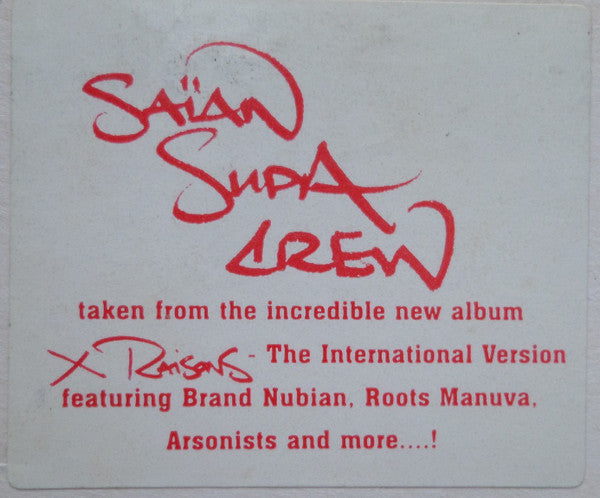 SAÏAN
SUPA
CREW
taken from the incredible new album
X RAiSONS - The International Version
featuring Brand Nubian, Roots Manuva,
Arsonists and more....!